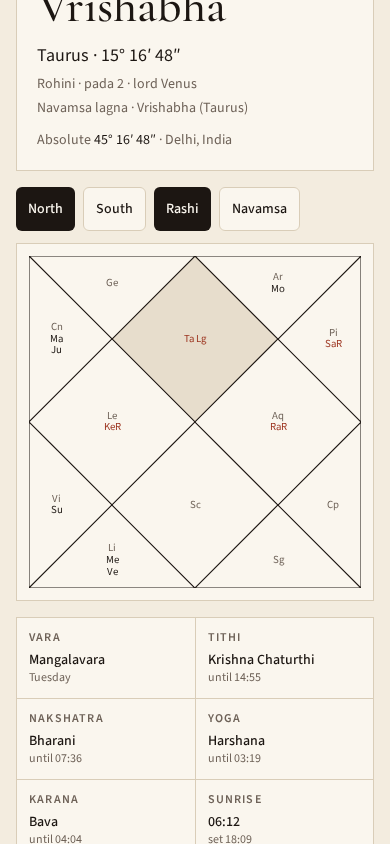 Vrishabha
Taurus · 15° 16′ 48″
Rohini · pada 2 · lord Venus
Navamsa lagna · Vrishabha (Taurus)
Absolute 45° 16′ 48″ · Delhi, India
North
South
Rashi
Navamsa
Ge
Ar
Mo
Cn
Ma
Ju
Ta Lg
Pi
SaR
Le
KeR
Aq
RaR
Vi
Su
Sc
Cp
Li
Me
Ve
Sg
VARA
Mangalavara
Tuesday
TITHI
Krishna Chaturthi
until 14:55
NAKSHATRA
Bharani
until 07:36
YOGA
Harshana
until 03:19
KARANA
Bava
until 04:04
SUNRISE
06:12
set 18:09